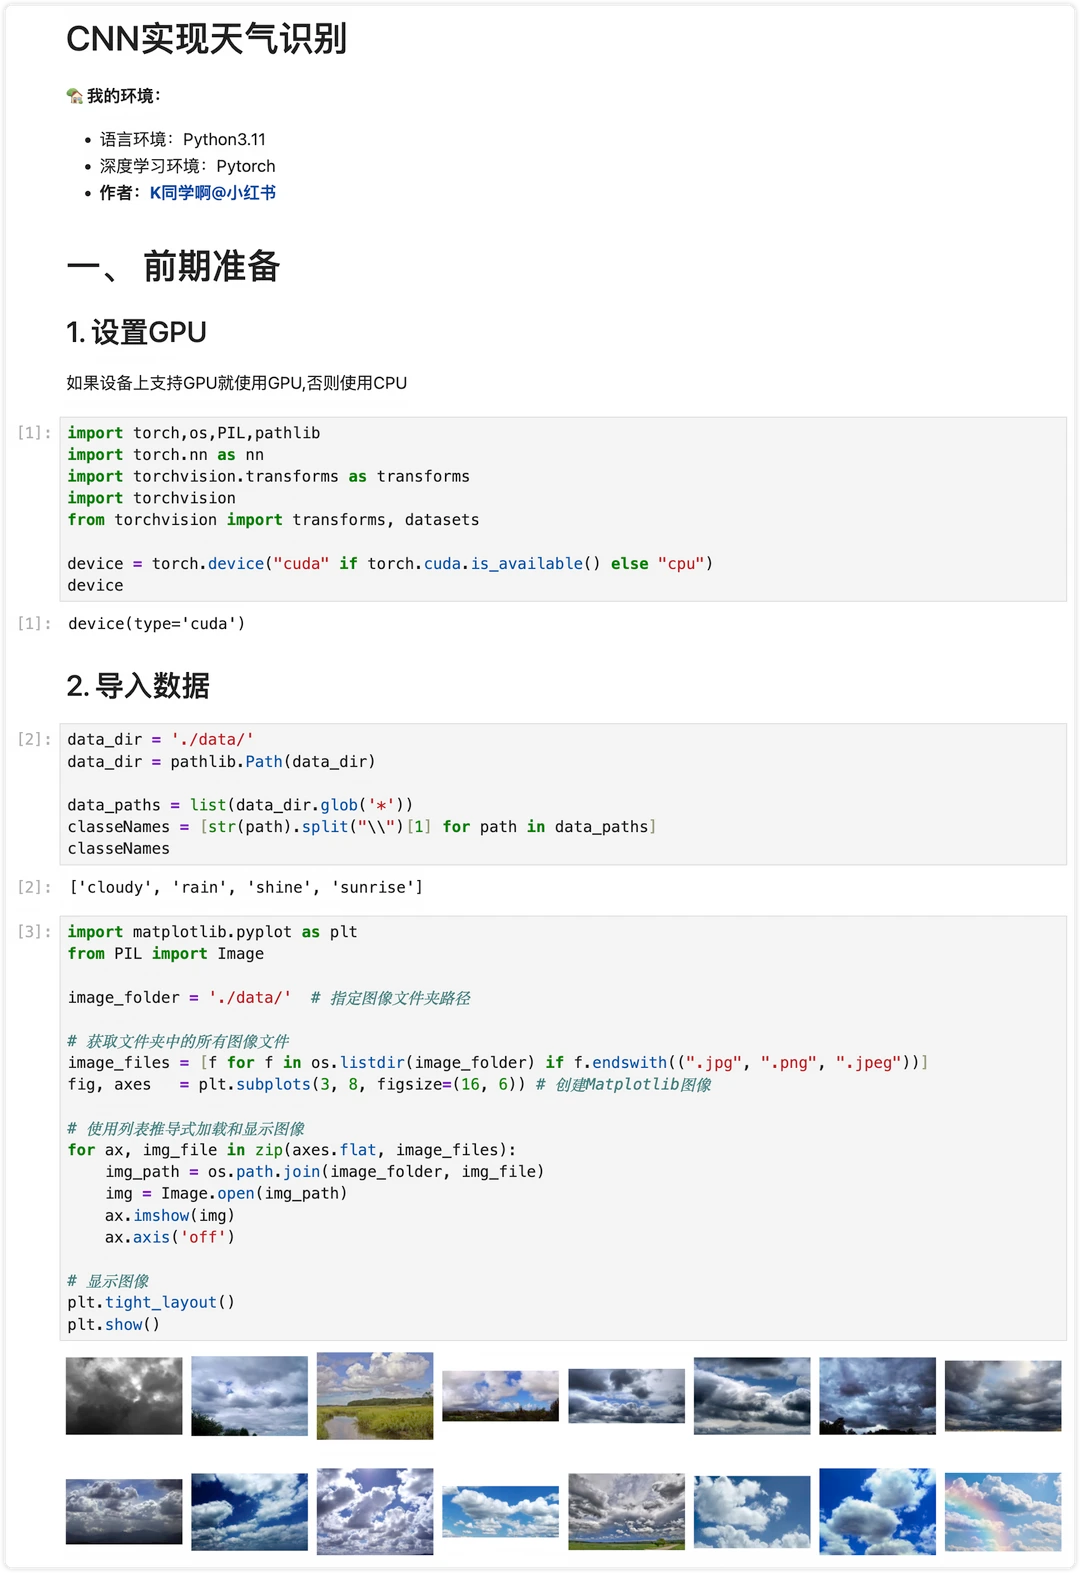 CNN实现天气识别
我的环境：
• 语言环境：Python3.11
• 深度学习环境：Pytorch
• 作者：K同学啊@小红书
一、 前期准备
1. 设置GPU
如果设备上支持GPU就使用GPU,否则使用CPU
[1]: import torch,os,PIL,pathlib
import torch.nn as nn
import torchvision.transforms as transforms
import torchvision
from torchvision import transforms, datasets
device = torch.device("cuda" if torch.cuda.is_available() else "cpu")
device
[1]: device(type='cuda')
2. 导入数据
[2]: data_dir = './data/'
data_dir = pathlib.Path(data_dir)
data_paths = list(data_dir.glob('*'))
classeNames = [str(path).split("\\")[1] for path in data_paths]
classeNames
[2]: ['cloudy', 'rain', 'shine', 'sunrise']
[3]: import matplotlib.pyplot as plt
from PIL import Image
image_folder = './data/'  # 指定图像文件夹路径
# 获取文件夹中的所有图像文件
image_files = [f for f in os.listdir(image_folder) if f.endswith((".jpg", ".png", ".jpeg"))]
fig, axes   = plt.subplots(3, 8, figsize=(16, 6)) # 创建Matplotlib图像
# 使用列表推导式加载和显示图像
for ax, img_file in zip(axes.flat, image_files):
    img_path = os.path.join(image_folder, img_file)
    img = Image.open(img_path)
    ax.imshow(img)
    ax.axis('off')
# 显示图像
plt.tight_layout()
plt.show()